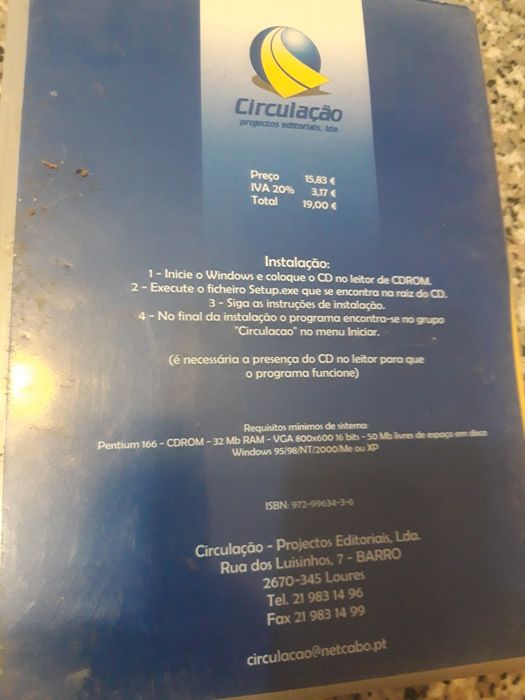 Circulação
projectos editoriais, lda.
Preço 15,83 €
IVA 20% 3,17 €
Total 19,00 €
Instalação:
1 - Inicie o Windows e coloque o CD no leitor de CDROM.
2 - Execute o ficheiro Setup.exe que se encontra na raiz do CD.
3 - Siga as instruções de instalação.
4 - No final da instalação o programa encontra-se no grupo
"Circulacao" no menu Iniciar.
(é necessária a presença do CD no leitor para que
o programa funcione)
Requisitos mínimos de sistema:
Pentium 166 - CDROM - 32 Mb RAM - VGA 800x600 16 bits - 50 Mb livres de espaço em disco
Windows 95/98/NT/2000/Me ou XP
ISBN: 972-99634-3-6
Circulação - Projectos Editoriais, Lda.
Rua dos Luisinhos, 7 - BARRO
2670-345 Loures
Tel. 21 983 14 96
Fax 21 983 14 99
circulacao@netcabo.pt